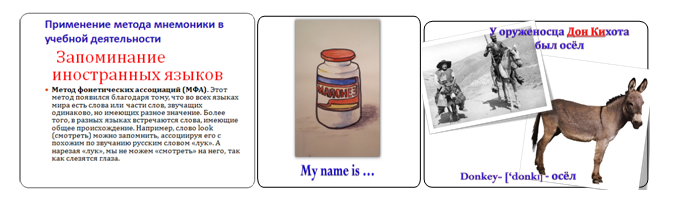 Применение метода мнемоники в
учебной деятельности
Запоминание
иностранных языков
• Метод фонетических ассоциаций (МФА). Этот
метод появился благодаря тому, что во всех языках
мира есть слова или части слов, звучащих
одинаково, но имеющих разное значение. Более
того, в разных языках встречаются слова, имеющие
общее происхождение. Например, слово look
(смотреть) можно запомнить, ассоциируя его с
похожим по звучанию русским словом «лук». А
нарезая «лук», мы не можем «смотреть» на него, так
как слезятся глаза.
My name is ...
У оруженосца Дон Кихота
был осёл
Donkey– [‘donkı] - осёл